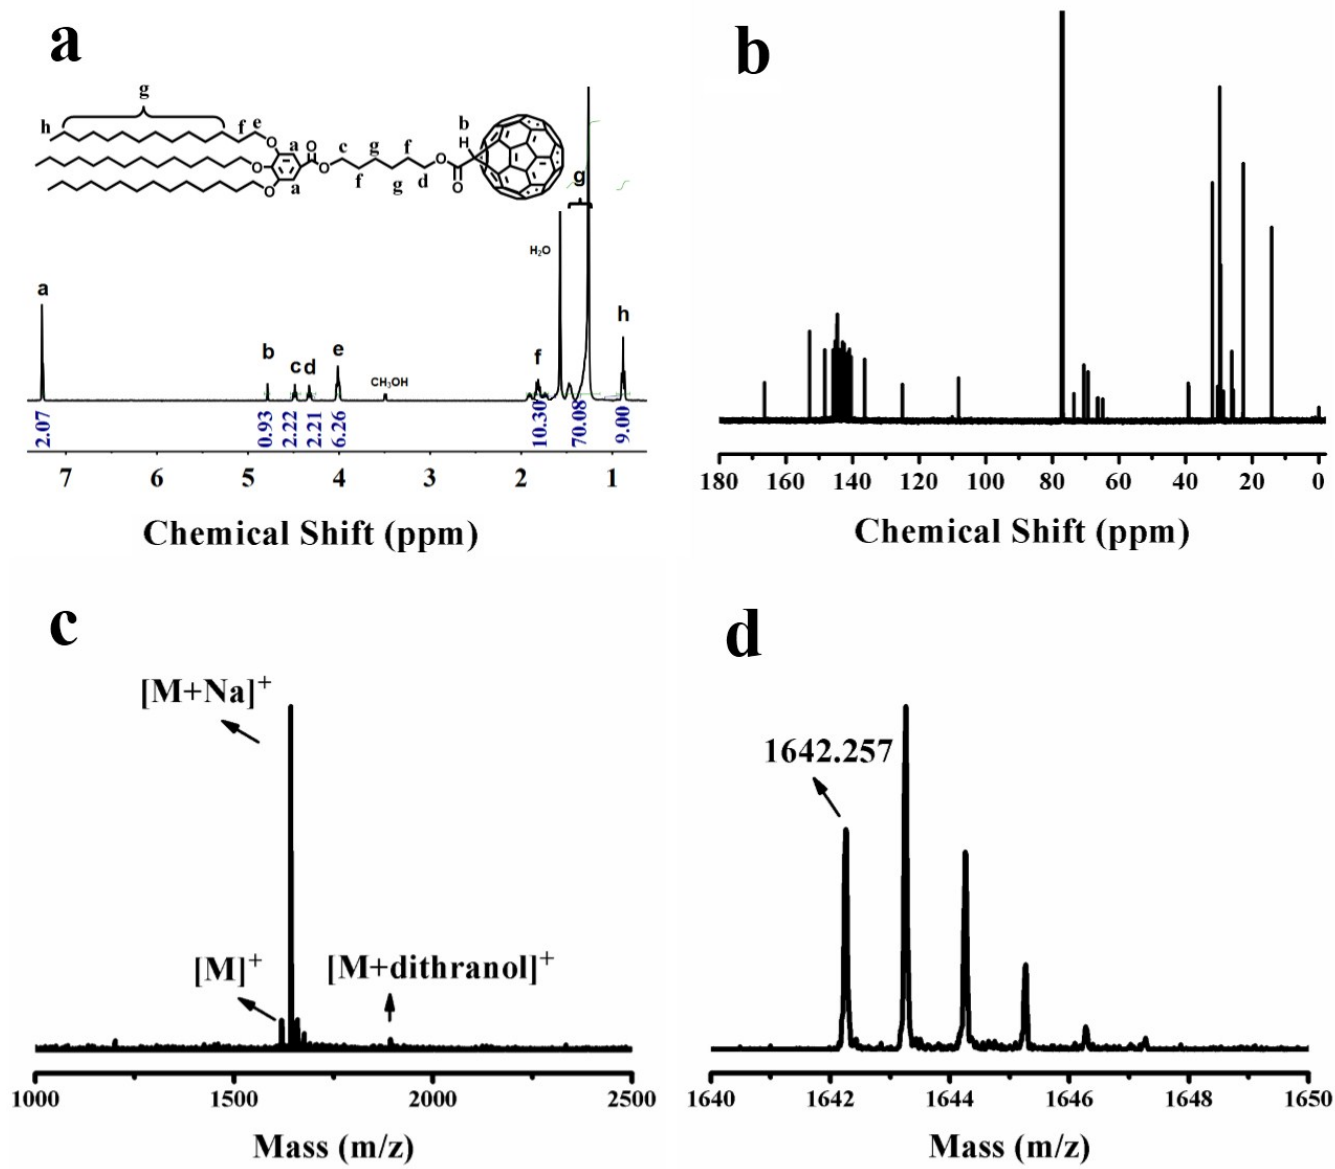 a
g
h
f e
O
a
O
c
g
f
O
b
H
O
O
a
O
f
g
d
O
g
H₂O
a
b
c d
e
CH₃OH
f
h
2.07
0.93
2.22
2.21
6.26
10.30
70.08
9.00
7 6 5 4 3 2 1
Chemical Shift (ppm)
b
180 160 140 120 100 80 60 40 20 0
Chemical Shift (ppm)
c
[M+Na]⁺
[M]⁺
[M+dithranol]⁺
1000 1500 2000 2500
Mass (m/z)
d
1642.257
1640 1642 1644 1646 1648 1650
Mass (m/z)